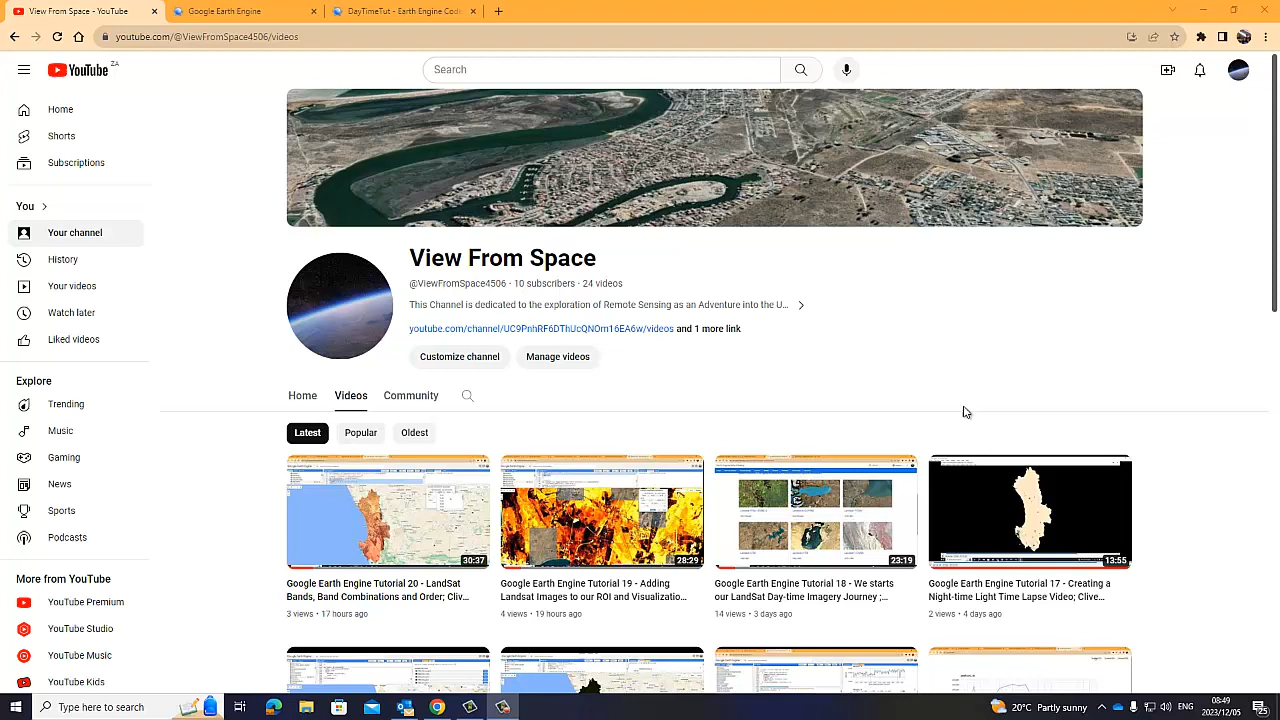 View From Space - YouTube
Google Earth Engine
DayTimeTut - Earth Engine Code
youtube.com/@ViewFromSpace4506/videos
YouTube ZA
Search
Home
Shorts
Subscriptions
You
Your channel
History
Your videos
Watch later
Liked videos
Explore
Trending
Music
Gaming
News
Sports
Podcasts
More from YouTube
YouTube Premium
YouTube Studio
YouTube Music
YouTube Kids
View From Space
@ViewFromSpace4506 · 10 subscribers · 24 videos
This Channel is dedicated to the exploration of Remote Sensing as an Adventure into the U...
youtube.com/channel/UC9PnhRF6DThUcQNOm16EA6w/videos and 1 more link
Customize channel
Manage videos
Home
Videos
Community
Latest
Popular
Oldest
30:37
Google Earth Engine Tutorial 20 - LandSat
Bands, Band Combinations and Order; Cliv...
3 views · 17 hours ago
28:29
Google Earth Engine Tutorial 19 - Adding
Landsat Images to our ROI and Visualizatio...
4 views · 19 hours ago
23:19
Google Earth Engine Tutorial 18 - We starts
our LandSat Day-time Imagery Journey ;...
14 views · 3 days ago
13:55
Google Earth Engine Tutorial 17 - Creating a
Night-time Light Time Lapse Video; Clive...
2 views · 4 days ago
Type here to search
20°C Partly sunny
ENG
08:49
2023/12/05